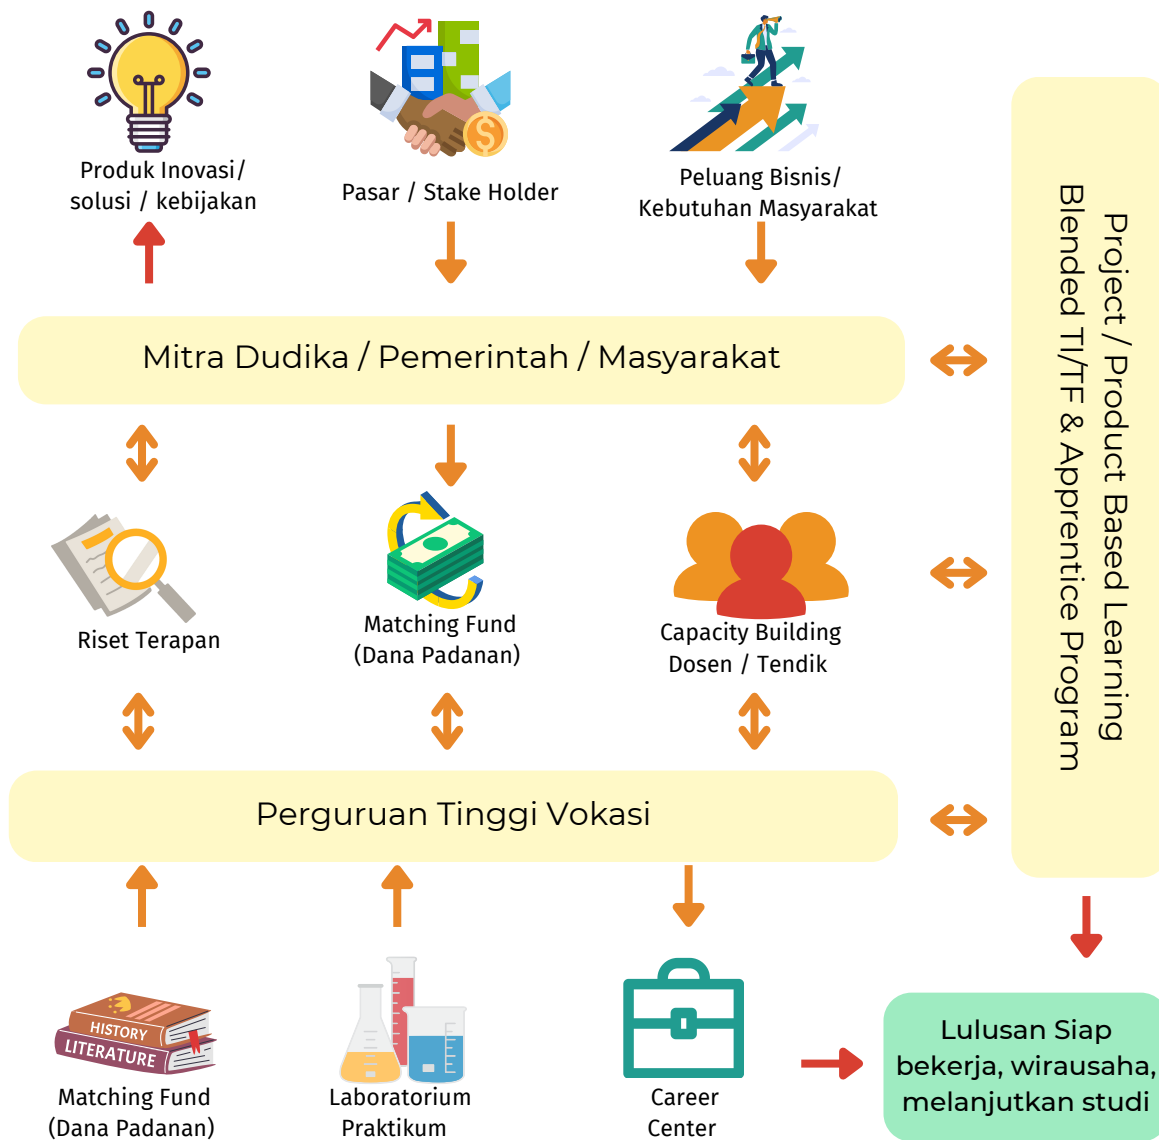 Produk Inovasi/
solusi / kebijakan
Pasar / Stake Holder
Peluang Bisnis/
Kebutuhan Masyarakat
Mitra Dudika / Pemerintah / Masyarakat
Riset Terapan
Matching Fund
(Dana Padanan)
Capacity Building
Dosen / Tendik
Perguruan Tinggi Vokasi
Project / Product Based Learning
Blended TI/TF & Apprentice Program
HISTORY
LITERATURE
Matching Fund
(Dana Padanan)
Laboratorium
Praktikum
Career
Center
Lulusan Siap
bekerja, wirausaha,
melanjutkan studi